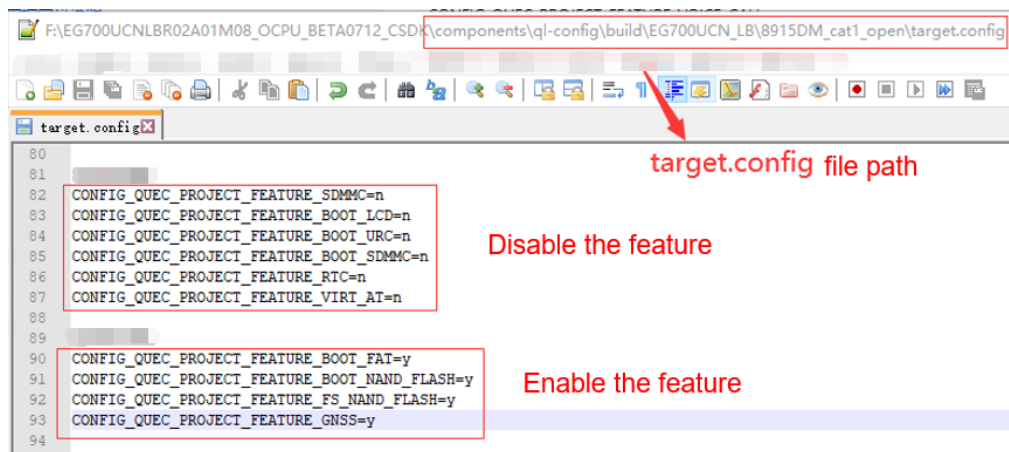 F:\EG700UCNLBR02A01M08_OCPU_BETA0712_CSDK\components\ql-config\build\EG700UCN_LB\8915DM_cat1_open\target.config
target.config
target.config file path
80
81
82 CONFIG_QUEC_PROJECT_FEATURE_SDMMC=n
83 CONFIG_QUEC_PROJECT_FEATURE_BOOT_LCD=n
84 CONFIG_QUEC_PROJECT_FEATURE_BOOT_URC=n
Disable the feature
85 CONFIG_QUEC_PROJECT_FEATURE_BOOT_SDMMC=n
86 CONFIG_QUEC_PROJECT_FEATURE_RTC=n
87 CONFIG_QUEC_PROJECT_FEATURE_VIRT_AT=n
88
89
90 CONFIG_QUEC_PROJECT_FEATURE_BOOT_FAT=y
91 CONFIG_QUEC_PROJECT_FEATURE_BOOT_NAND_FLASH=y
Enable the feature
92 CONFIG_QUEC_PROJECT_FEATURE_FS_NAND_FLASH=y
93 CONFIG_QUEC_PROJECT_FEATURE_GNSS=y
94